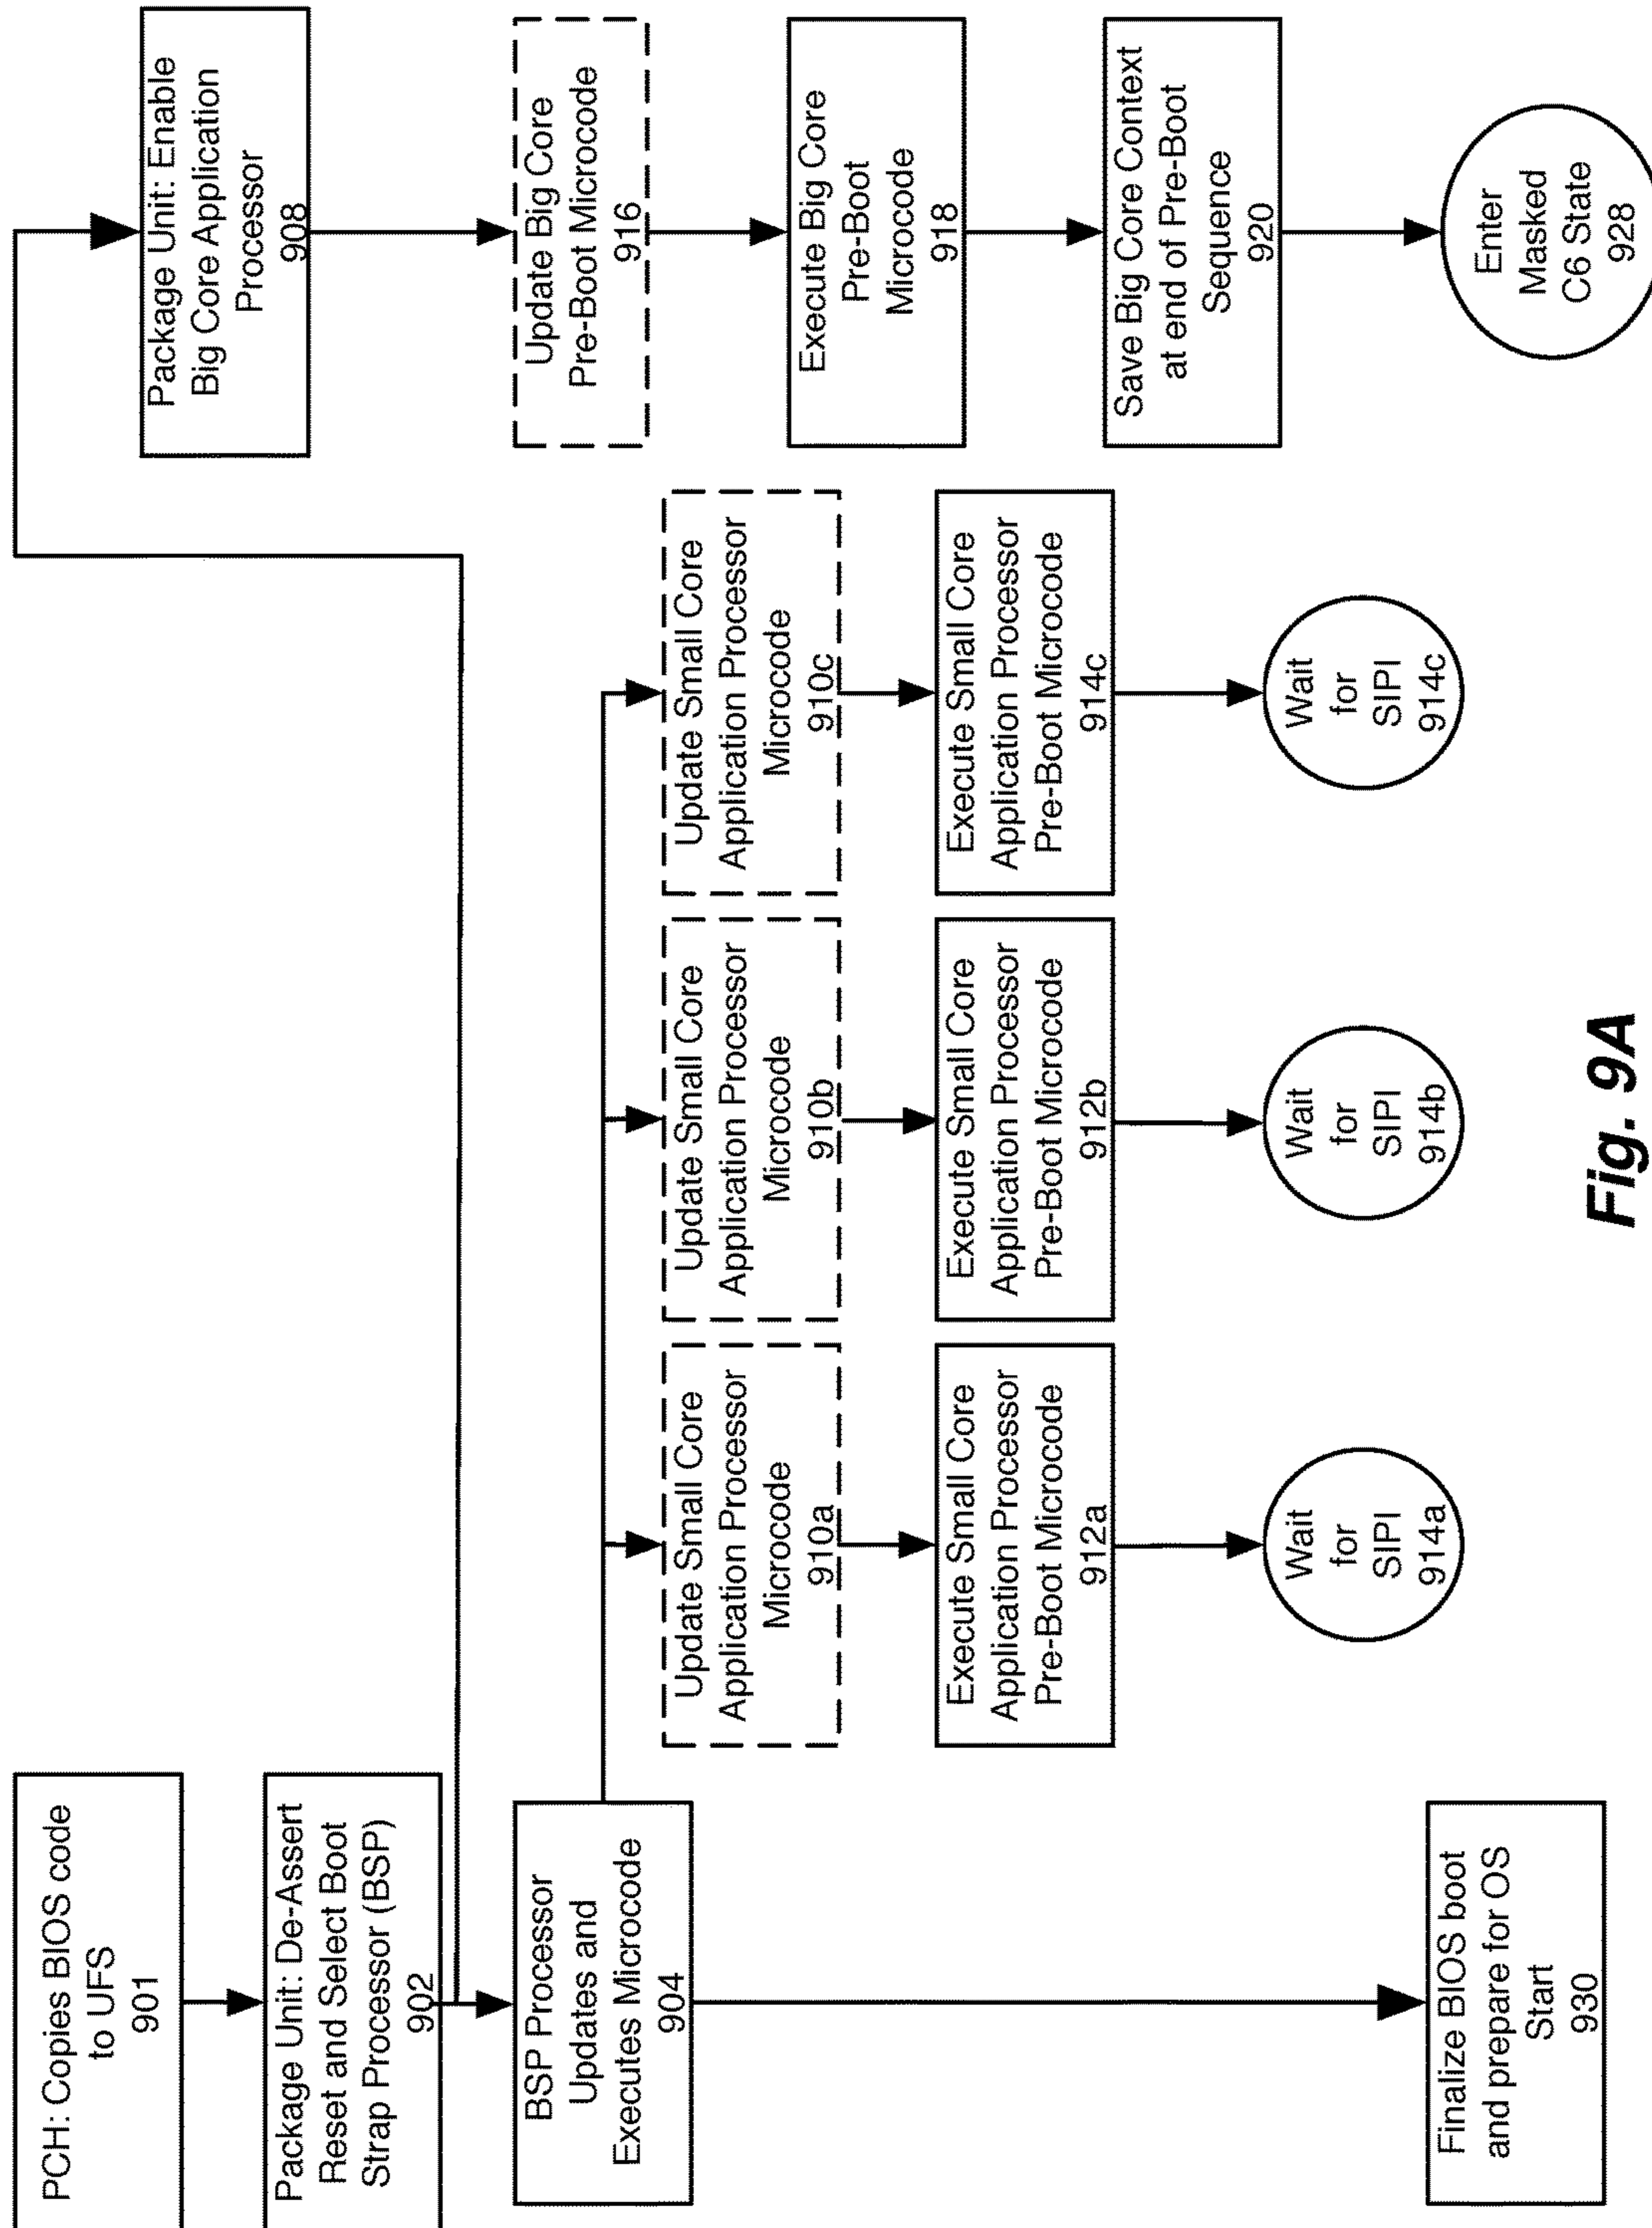 PCH: Copies BIOS code
to UFS
901
Package Unit: De-Assert
Reset and Select Boot
Strap Processor (BSP)
902
BSP Processor
Updates and
Executes Microcode
904
Finalize BIOS boot
and prepare for OS
Start
930
Update Small Core
Application Processor
Microcode
910a
Execute Small Core
Application Processor
Pre-Boot Microcode
912a
Wait
for
SIPI
914a
Update Small Core
Application Processor
Microcode
910b
Execute Small Core
Application Processor
Pre-Boot Microcode
912b
Wait
for
SIPI
914b
Update Small Core
Application Processor
Microcode
910c
Execute Small Core
Application Processor
Pre-Boot Microcode
914c
Wait
for
SIPI
914c
Package Unit: Enable
Big Core Application
Processor
908
Update Big Core
Pre-Boot Microcode
916
Execute Big Core
Pre-Boot
Microcode
918
Save Big Core Context
at end of Pre-Boot
Sequence
920
Enter
Masked
C6 State
928
Fig. 9A